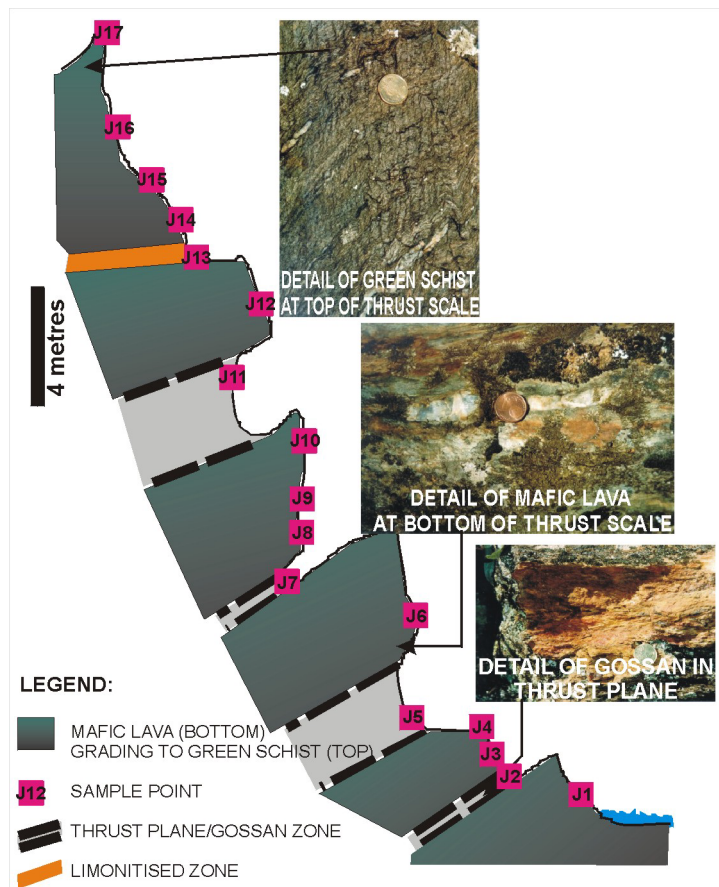 J17
J16
J15
J14
J13
DETAIL OF GREEN SCHIST
AT TOP OF THRUST SCALE
J12
4 metres
J11
J10
J9
J8
DETAIL OF MAFIC LAVA
AT BOTTOM OF THRUST SCALE
J7
J6
DETAIL OF GOSSAN IN
THRUST PLANE
J5
J4
J3
J2
J1
LEGEND:
MAFIC LAVA (BOTTOM)
GRADING TO GREEN SCHIST (TOP)
J12
SAMPLE POINT
THRUST PLANE/GOSSAN ZONE
LIMONITISED ZONE